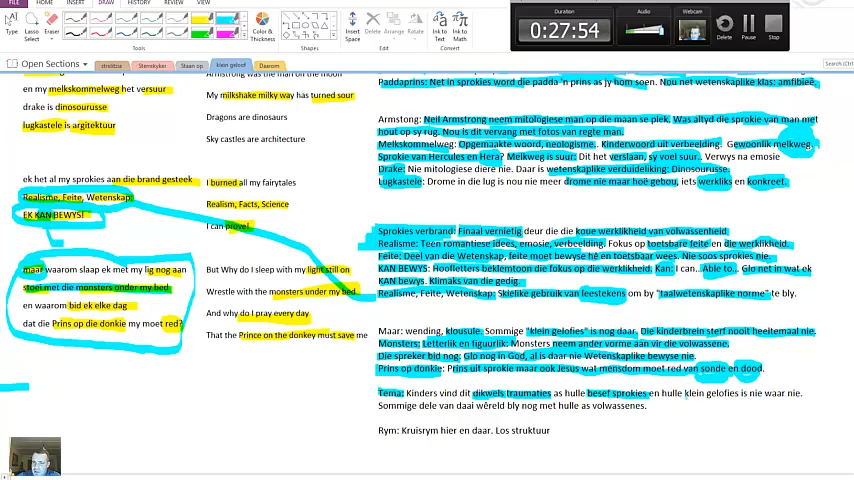 FILE HOME INSERT DRAW HISTORY REVIEW VIEW
Type Lasso Select Eraser
Tools
Color & Thickness
Shapes
Insert Space Delete Arrange Rotate
Edit
Ink to Text Ink to Math
Convert
Duration
0:27:54
Audio
Webcam
Delete Pause Stop
Open Sections Sterrekyker Staan op Klein geloof Daarom
Search (Ctrl
en my melkskommelweg het versuur
drake is dinosourusse
lugkastele is argitektuur
ek het al my sprokies aan die brand gesteek
Realisme, Feite, Wetenskap:
EK KAN BEWYS!
maar waarom slaap ek met my lig nog aan
stoei met die monsters onder my bed
en waarom bid ek elke dag
dat die Prins op die donkie my moet red?
Armstrong was the man on the moon
My milkshake milky way has turned sour
Dragons are dinosaurs
Sky castles are architecture
I burned all my fairytales
Realism, Facts, Science
I can prove!
But Why do I sleep with my light still on
Wrestle with the monsters under my bed
And why do I pray every day
That the Prince on the donkey must save me
Paddaprins: Net in sprokies word die padda 'n prins as jy hom soen. Nou net wetenskaplike klas: amfibieë.
Armstong: Neil Armstrong neem mitologiese man op die maan se plek. Was altyd die sprokie van man met
hout op sy rug. Nou is dit vervang met fotos van regte man.
Melkskommelweg: Opgemaakte woord, neologisme. Kinderwoord uit verbeelding. Gewoonlik melkweg.
Sprokie van Hercules en Hera? Melkweg is suur: Dit het verslaan, sy voel suur.. Verwys na emosie
Drake: Nie mitologiese diere nie. Daar is wetenskaplike verduideliking: Dinosourusse.
Lugkastele: Drome in die lug is nou nie meer drome nie maar hoë gebou, iets werkliks en konkreet.
Sprokies verbrand: Finaal vernietig deur die die koue werklikheid van volwassenheid
Realisme: Teen romantiese idees, emosie, verbeelding. Fokus op toetsbare feite en die werklikheid.
Feite: Deel van die Wetenskap, feite moet bewyse hê en toetsbaar wees. Nie soos sprokies nie.
KAN BEWYS: Hoofletters beklemtoon die fokus op die werklikheid. Kan: I can... Able to... Glo net in wat ek
KAN bewys. Klimaks van die gedig.
Realisme, Feite, Wetenskap: Skielike gebruik van leestekens om by "taalwetenskaplike norme" te bly.
Maar: wending, klousule. Sommige "klein gelofies" is nog daar. Die kinderbrein sterf nooit heeltemaal nie.
Monsters: Letterlik en figuurlik: Monsters neem ander vorme aan vir die volwassene.
Die spreker bid nog: Glo nog in God, al is daar nie Wetenskaplike bewyse nie.
Prins op donkie: Prins uit sprokie maar ook Jesus wat mensdom moet red van sonde en dood.
Tema: Kinders vind dit dikwels traumaties as hulle besef sprokies en hulle klein gelofies is nie waar nie.
Sommige dele van daai wêreld bly nog met hulle as volwassenes.
Rym: Kruisrym hier en daar. Los struktuur